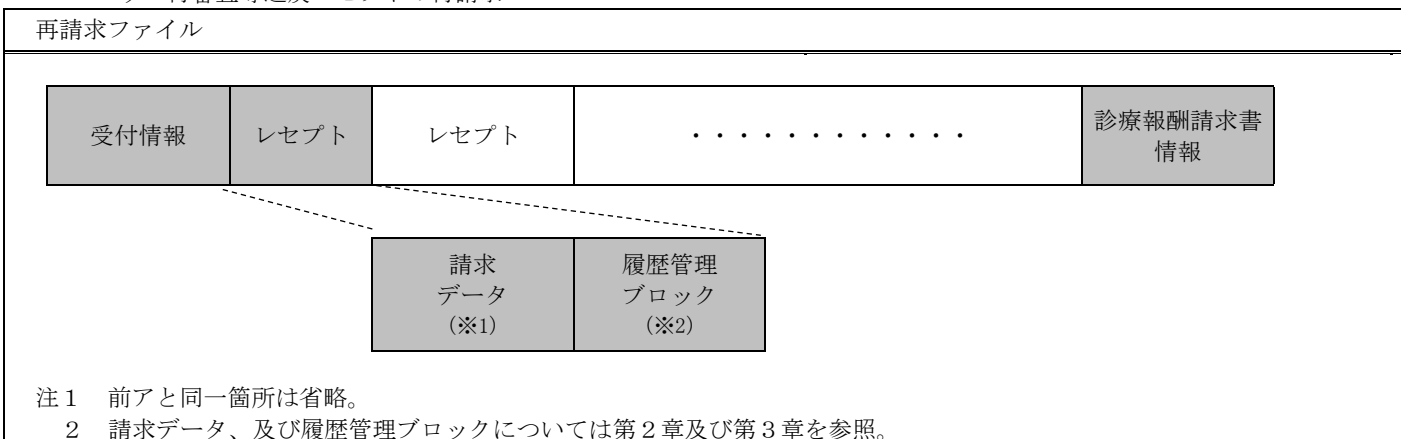 再請求ファイル
受付情報
レセプト
レセプト
・・・・・・・・・・・・
診療報酬請求書
情報
請求
データ
(※1)
履歴管理
ブロック
(※2)
注１　前アと同一箇所は省略。
２　請求データ、及び履歴管理ブロックについては第２章及び第３章を参照。